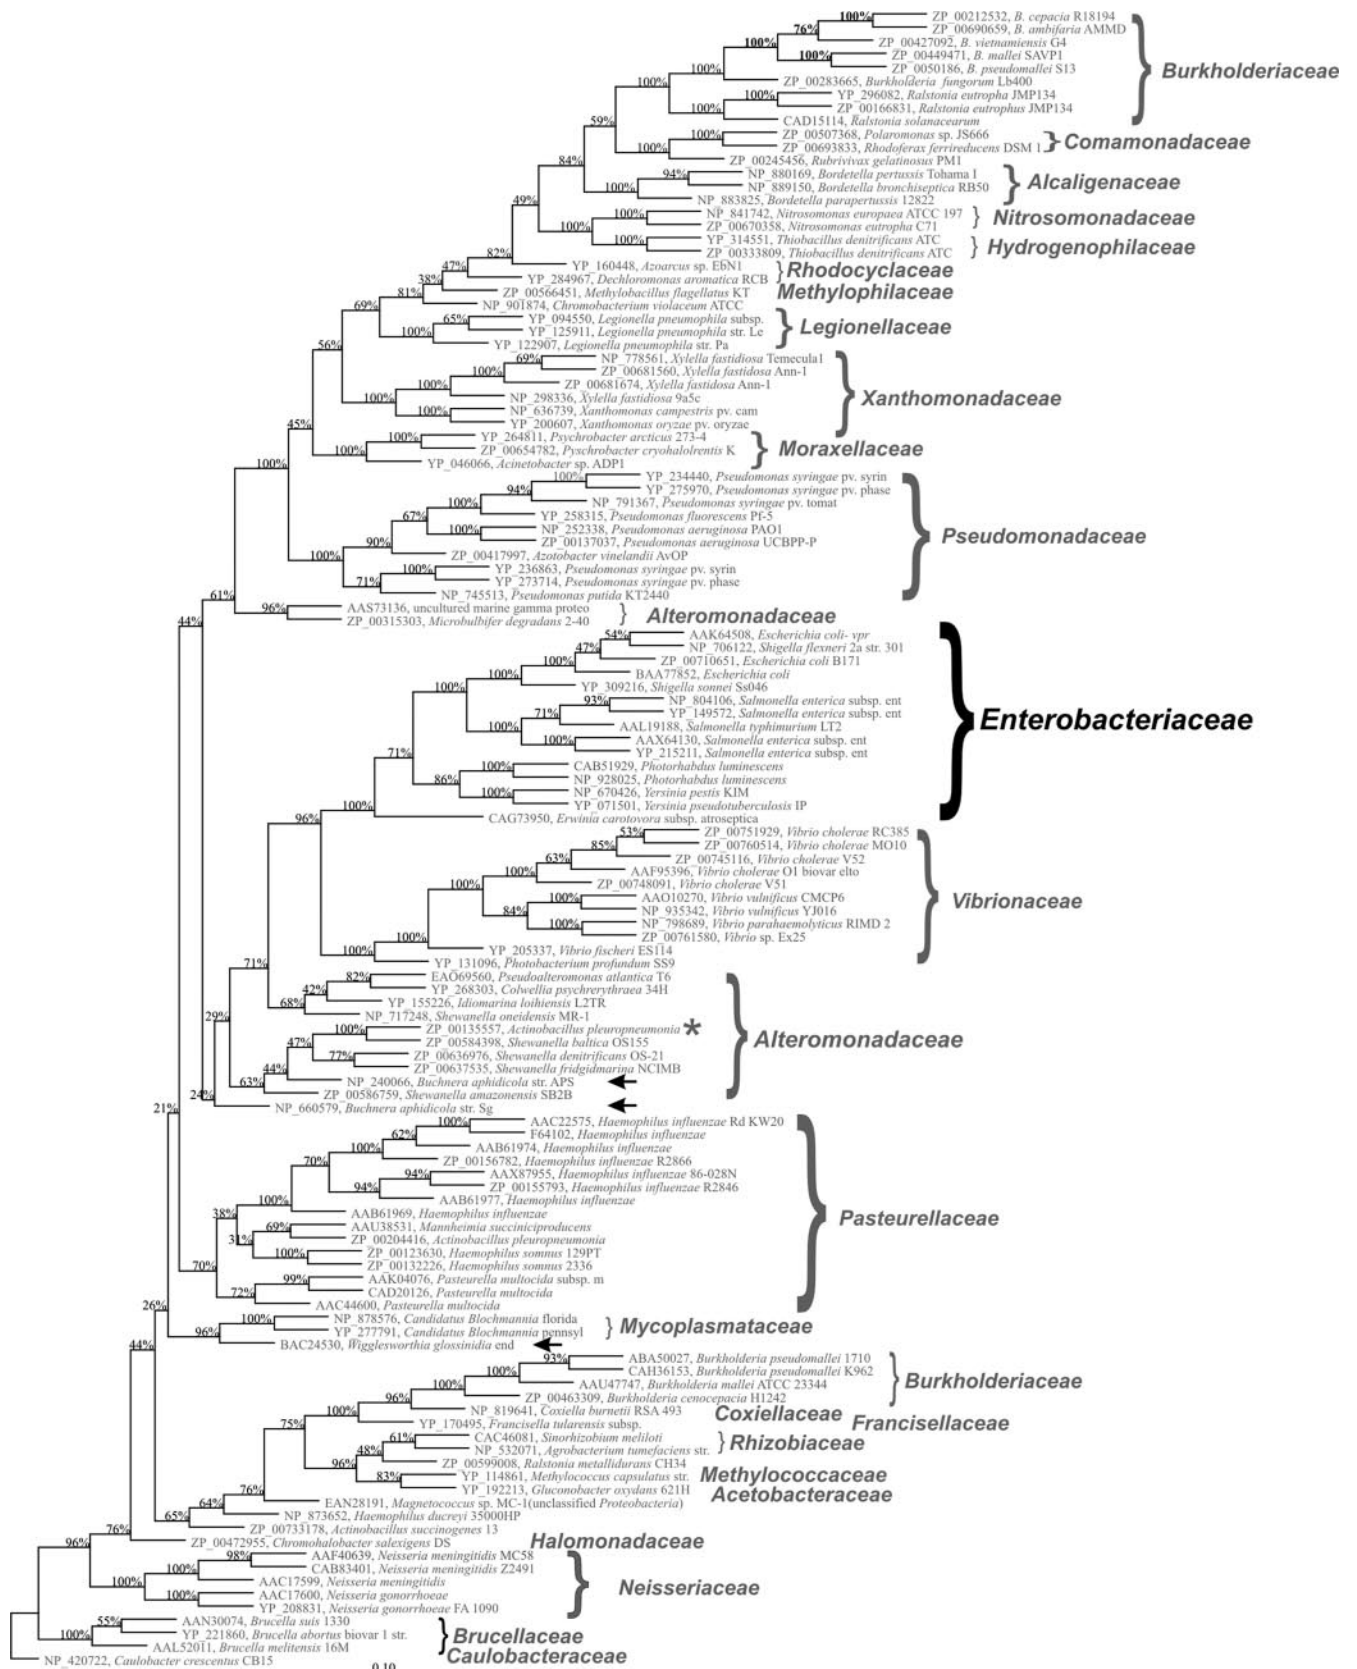 100% ZP_00212532, B. cepacia R18194
76% ZP_00690659, B. ambifaria AMMD
100% ZP_00427092, B. vietnamiensis G4
100% ZP_00449471, B. mallei SAVP1
ZP_0050186, B. pseudomallei S13
100% ZP_00283665, Burkholderia fungorum Lb400
Burkholderiaceae
100% 100% YP_296082, Ralstonia eutropha JMP134
100% ZP_00166831, Ralstonia eutrophus JMP134
CAD15114, Ralstonia solanacearum
59% 100% ZP_00507368, Polaromonas sp. JS666
100% ZP_00693833, Rhodoferax ferrireducens DSM 1
Comamonadaceae
ZP_00245456, Rubrivivax gelatinosus PM1
84% 94% NP_880169, Bordetella pertussis Tohama I
100% NP_889150, Bordetella bronchiseptica RB50
Alcaligenaceae
NP_883825, Bordetella parapertussis 12822
49% 100% NP_841742, Nitrosomonas europaea ATCC 197
100% ZP_00670358, Nitrosomonas eutropha C71
Nitrosomonadaceae
100% YP_314551, Thiobacillus denitrificans ATC
ZP_00333809, Thiobacillus denitrificans ATC
Hydrogenophilaceae
82% YP_160448, Azoarcus sp. EbN1
47% YP_284967, Dechloromonas aromatica RCB
Rhodocyclaceae
38% ZP_00566451, Methylobacillus flagellatus KT
Methylophilaceae
81% NP_901874, Chromobacterium violaceum ATCC
69% 65% YP_094550, Legionella pneumophila subsp.
100% YP_125911, Legionella pneumophila str. Le
Legionellaceae
YP_122907, Legionella pneumophila str. Pa
56% 69% NP_778561, Xylella fastidiosa Temecula1
100% ZP_00681560, Xylella fastidosa Ann-1
100% ZP_00681674, Xylella fastidosa Ann-1
NP_298336, Xylella fastidiosa 9a5c
Xanthomonadaceae
100% 100% NP_636739, Xanthomonas campestris pv. cam
YP_200607, Xanthomonas oryzae pv. oryzae
45% 100% YP_264811, Psychrobacter arcticus 273-4
100% ZP_00654782, Pyschrobacter cryohalolrentis K
Moraxellaceae
YP_046066, Acinetobacter sp. ADP1
100% 100% YP_234440, Pseudomonas syringae pv. syrin
94% YP_275970, Pseudomonas syringae pv. phase
100% NP_791367, Pseudomonas syringae pv. tomat
67% YP_258315, Pseudomonas fluorescens Pf-5
100% NP_252338, Pseudomonas aeruginosa PAO1
90% ZP_00137037, Pseudomonas aeruginosa UCBPP-P
Pseudomonadaceae
100% ZP_00417997, Azotobacter vinelandii AvOP
100% YP_236863, Pseudomonas syringae pv. syrin
71% YP_273714, Pseudomonas syringae pv. phase
NP_745513, Pseudomonas putida KT2440
61% 96% AAS73136, uncultured marine gamma proteo
ZP_00315303, Microbulbifer degradans 2-40
Alteromonadaceae
44% 54% AAK64508, Escherichia coli- vpr
47% NP_706122, Shigella flexneri 2a str. 301
100% ZP_00710651, Escherichia coli B171
BAA77852, Escherichia coli
100% YP_309216, Shigella sonnei Ss046
93% NP_804106, Salmonella enterica subsp. ent
71% YP_149572, Salmonella enterica subsp. ent
100% AAL19188, Salmonella typhimurium LT2
Enterobacteriaceae
100% AAX64130, Salmonella enterica subsp. ent
YP_215211, Salmonella enterica subsp. ent
71% 100% CAB51929, Photorhabdus luminescens
86% NP_928025, Photorhabdus luminescens
100% NP_670426, Yersinia pestis KIM
YP_071501, Yersinia pseudotuberculosis IP
100% CAG73950, Erwinia carotovora subsp. atroseptica
96% 53% ZP_00751929, Vibrio cholerae RC385
85% ZP_00760514, Vibrio cholerae MO10
63% ZP_00745116, Vibrio cholerae V52
100% AAF95396, Vibrio cholerae O1 biovar elto
100% ZP_00748091, Vibrio cholerae V51
100% AAO10270, Vibrio vulnificus CMCP6
84% NP_935342, Vibrio vulnificus YJ016
Vibrionaceae
100% NP_798689, Vibrio parahaemolyticus RIMD 2
100% ZP_00761580, Vibrio sp. Ex25
100% YP_205337, Vibrio fischeri ES114
YP_131096, Photobacterium profundum SS9
71% 82% EAO69560, Pseudoalteromonas atlantica T6
42% YP_268303, Colwellia psychrerythraea 34H
68% YP_155226, Idiomarina loihiensis L2TR
NP_717248, Shewanella oneidensis MR-1
29% 100% ZP_00135557, Actinobacillus pleuropneumonia *
47% ZP_00584398, Shewanella baltica OS155
Alteromonadaceae
77% ZP_00636976, Shewanella denitrificans OS-21
44% ZP_00637535, Shewanella fridgidmarina NCIMB
63% NP_240066, Buchnera aphidicola str. APS
24% ZP_00586759, Shewanella amazonensis SB2B
NP_660579, Buchnera aphidicola str. Sg
21% 100% AAC22575, Haemophilus influenzae Rd KW20
62% F64102, Haemophilus influenzae
100% AAB61974, Haemophilus influenzae
70% ZP_00156782, Haemophilus influenzae R2866
94% AAX87955, Haemophilus influenzae 86-028N
94% ZP_00155793, Haemophilus influenzae R2846
100% AAB61977, Haemophilus influenzae
38% AAB61969, Haemophilus influenzae
Pasteurellaceae
69% AAU38531, Mannheimia succiniciproducens
31% ZP_00204416, Actinobacillus pleuropneumonia
100% ZP_00123630, Haemophilus somnus 129PT
70% ZP_00132226, Haemophilus somnus 2336
99% AAK04076, Pasteurella multocida subsp. m
72% CAD20126, Pasteurella multocida
AAC44600, Pasteurella multocida
26% 100% NP_878576, Candidatus Blochmannia florida
96% YP_277791, Candidatus Blochmannia pennsyl
Mycoplasmataceae
BAC24530, Wigglesworthia glossinidia end
44% 93% ABA50027, Burkholderia pseudomallei 1710
100% CAH36153, Burkholderia pseudomallei K962
100% AAU47747, Burkholderia mallei ATCC 23344
Burkholderiaceae
96% ZP_00463309, Burkholderia cenocepacia H1242
100% NP_819641, Coxiella burnetii RSA 493
Coxiellaceae
YP_170495, Francisella tularensis subsp.
Francisellaceae
75% 61% CAC46081, Sinorhizobium meliloti
48% NP_532071, Agrobacterium tumefaciens str.
Rhizobiaceae
96% ZP_00599008, Ralstonia metallidurans CH34
83% YP_114861, Methylococcus capsulatus str.
Methylococcaceae
YP_192213, Gluconobacter oxydans 621H
Acetobacteraceae
76% EAN28191, Magnetococcus sp. MC-1(unclassified Proteobacteria)
64% NP_873652, Haemophilus ducreyi 35000HP
65% ZP_00733178, Actinobacillus succinogenes 13
76% ZP_00472955, Chromohalobacter salexigens DS
Halomonadaceae
96% 98% AAF40639, Neisseria meningitidis MC58
100% CAB83401, Neisseria meningitidis Z2491
100% AAC17599, Neisseria meningitidis
Neisseriaceae
100% AAC17600, Neisseria gonorrhoeae
YP_208831, Neisseria gonorrhoeae FA 1090
55% AAN30074, Brucella suis 1330
100% YP_221860, Brucella abortus biovar 1 str.
Brucellaceae
AAL52011, Brucella melitensis 16M
Caulobacteraceae
NP_420722, Caulobacter crescentus CB15
0.10